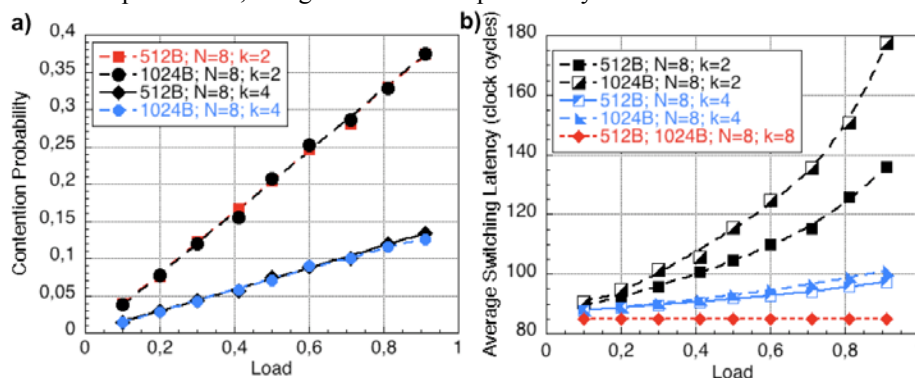 a)
0,4
0,35
0,3
0,25
0,2
0,15
0,1
0,05
0
Contention Probability
512B; N=8; k=2
1024B; N=8; k=2
512B; N=8; k=4
1024B; N=8; k=4
0 0,2 0,4 0,6 0,8 1
Load
b)
180
160
140
120
100
80
Average Switching Latency (clock cycles)
512B; N=8; k=2
1024B; N=8; k=2
512B; N=8; k=4
1024B; N=8; k=4
512B; 1024B; N=8; k=8
0 0,2 0,4 0,6 0,8 1
Load